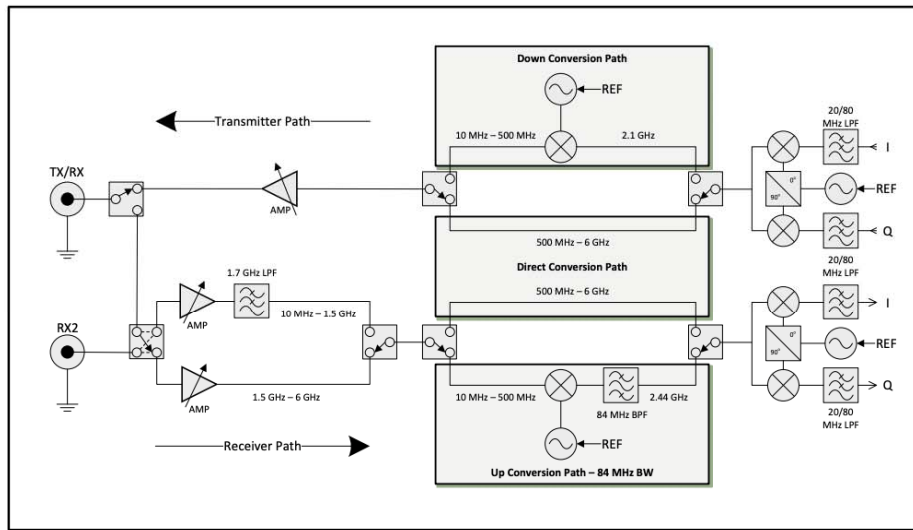 Down Conversion Path
REF
20/80
MHz LPF
Transmitter Path
10 MHz – 500 MHz
2.1 GHz
I
TX/RX
0°
90°
REF
AMP
Q
500 MHz – 6 GHz
20/80
MHz LPF
1.7 GHz LPF
Direct Conversion Path
20/80
MHz LPF
500 MHz – 6 GHz
I
10 MHz – 1.5 GHz
RX2
AMP
0°
90°
REF
AMP
1.5 GHz – 6 GHz
10 MHz – 500 MHz
2.44 GHz
Q
84 MHz BPF
20/80
MHz LPF
Receiver Path
REF
Up Conversion Path – 84 MHz BW